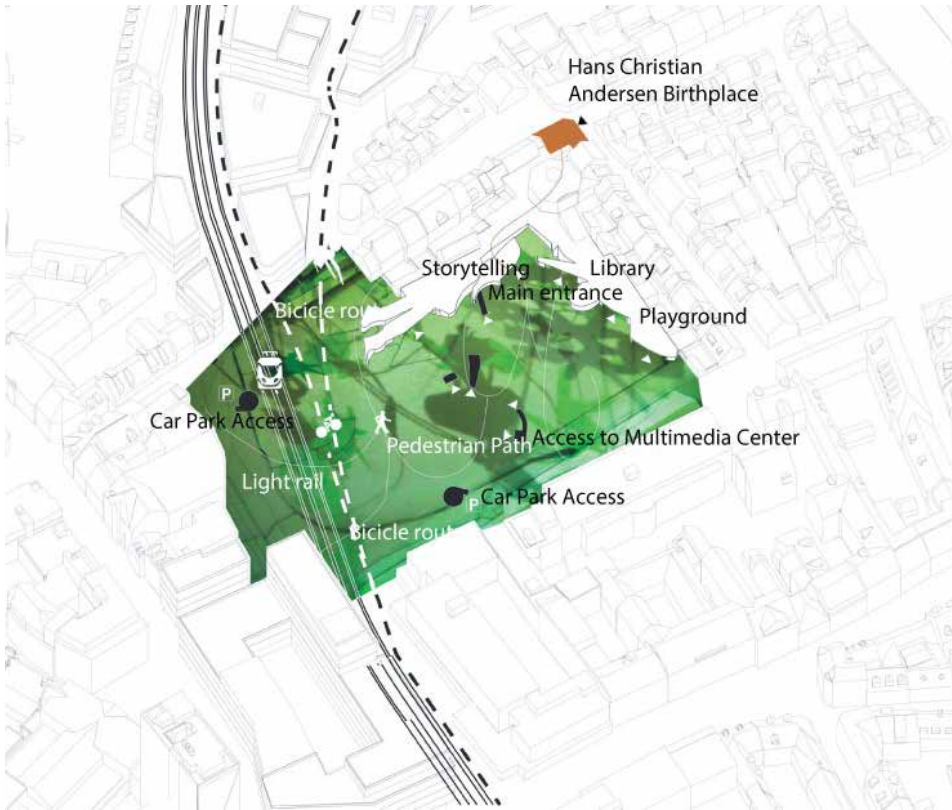 Hans Christian
Andersen Birthplace
Storytelling
Library
Main entrance
Bicicle rou
Playground
P
Car Park Access
Pedestrian Path
Access to Multimedia Center
Light rail
P
Car Park Access
Bicicle route